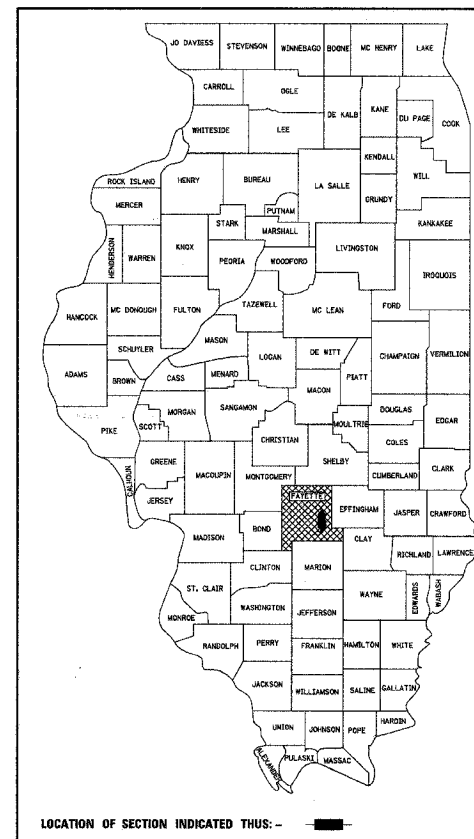 JO DAVIESS STEVENSON WINNEBAGO BOONE MC HENRY LAKE
CARROLL OGLE
DE KALB KANE DU PAGE COOK
WHITESIDE LEE
KENDALL WILL
ROCK ISLAND HENRY BUREAU LA SALLE GRUNDY
MERCER PUTNAM
STARK MARSHALL KANKAKEE
HENDERSON WARREN KNOX PEORIA WOODFORD LIVINGSTON IROQUOIS
HANCOCK MC DONOUGH FULTON TAZEWELL MC LEAN FORD
SCHUYLER MASON DE WITT CHAMPAIGN VERMILION
ADAMS BROWN CASS MENARD LOGAN MACON PIATT
PIKE SCOTT MORGAN SANGAMON CHRISTIAN MOULTRIE DOUGLAS EDGAR
COLES
CALHOUN GREENE MACOUPIN SHELBY
JERSEY MONTGOMERY CUMBERLAND CLARK
FAYETTE EFFINGHAM JASPER CRAWFORD
MADISON BOND CLAY
CLINTON MARION RICHLAND LAWRENCE
ST. CLAIR WASHINGTON JEFFERSON WAYNE EDWARDS WABASH
MONROE
RANDOLPH PERRY FRANKLIN HAMILTON WHITE
JACKSON WILLIAMSON SALINE GALLATIN
UNION JOHNSON POPE HARDIN
ALEXANDER PULASKI MASSAC
LOCATION OF SECTION INDICATED THUS: -